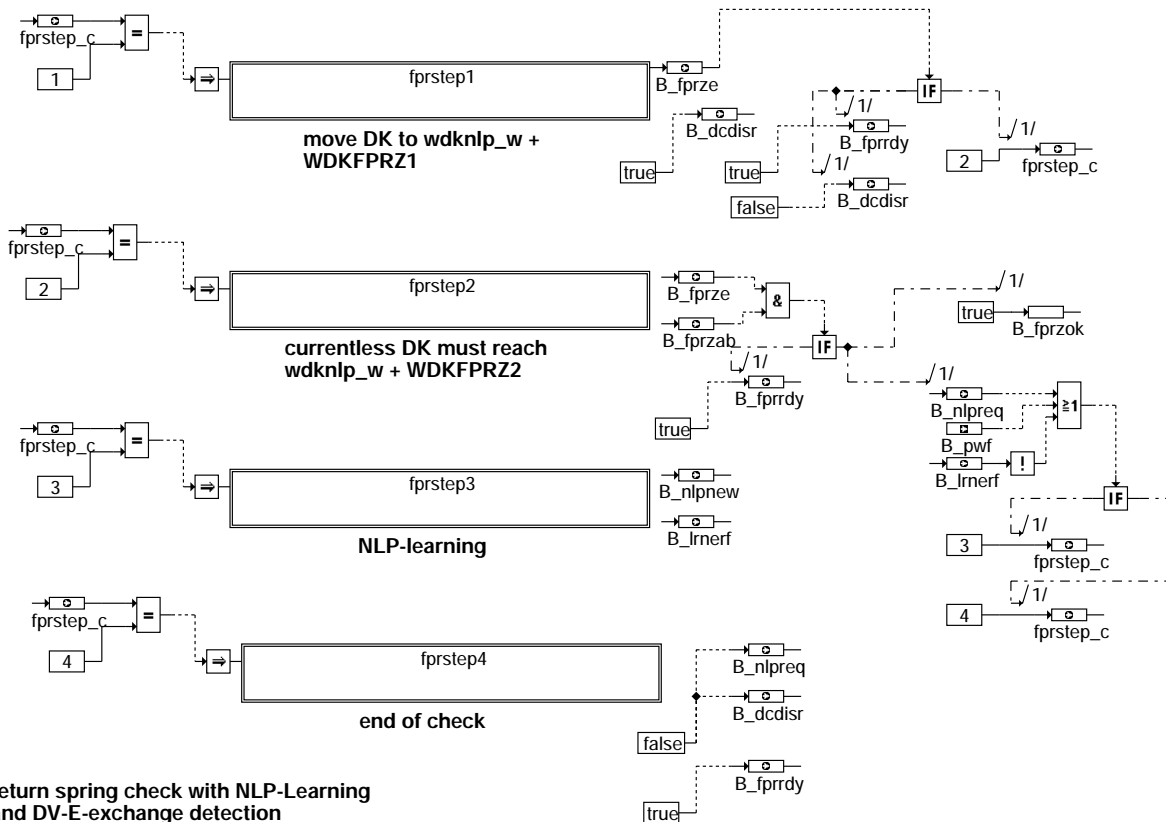 fprstep_c
=
1
⇒
fprstep1
B_fprze
IF
1/
1/
B_dcdisr
B_fprrdy
true
true
1/
2
fprstep_c
false
B_dcdisr
move DK to wdknlp_w +
WDKFPRZ1
fprstep_c
=
2
⇒
fprstep2
B_fprze
&
B_fprzab
IF
1/
true
B_fprzok
currentless DK must reach
wdknlp_w + WDKFPRZ2
1/
B_fprrdy
true
1/
B_nlpreq
≥1
B_pwf
B_lrnerf
!
IF
fprstep_c
=
3
⇒
fprstep3
B_nlpnew
B_lrnerf
NLP-learning
1/
3
fprstep_c
1/
4
fprstep_c
fprstep_c
=
4
⇒
fprstep4
B_nlpreq
B_dcdisr
false
end of check
B_fprrdy
true
eturn spring check with NLP-Learning
nd DV-E-exchange detection